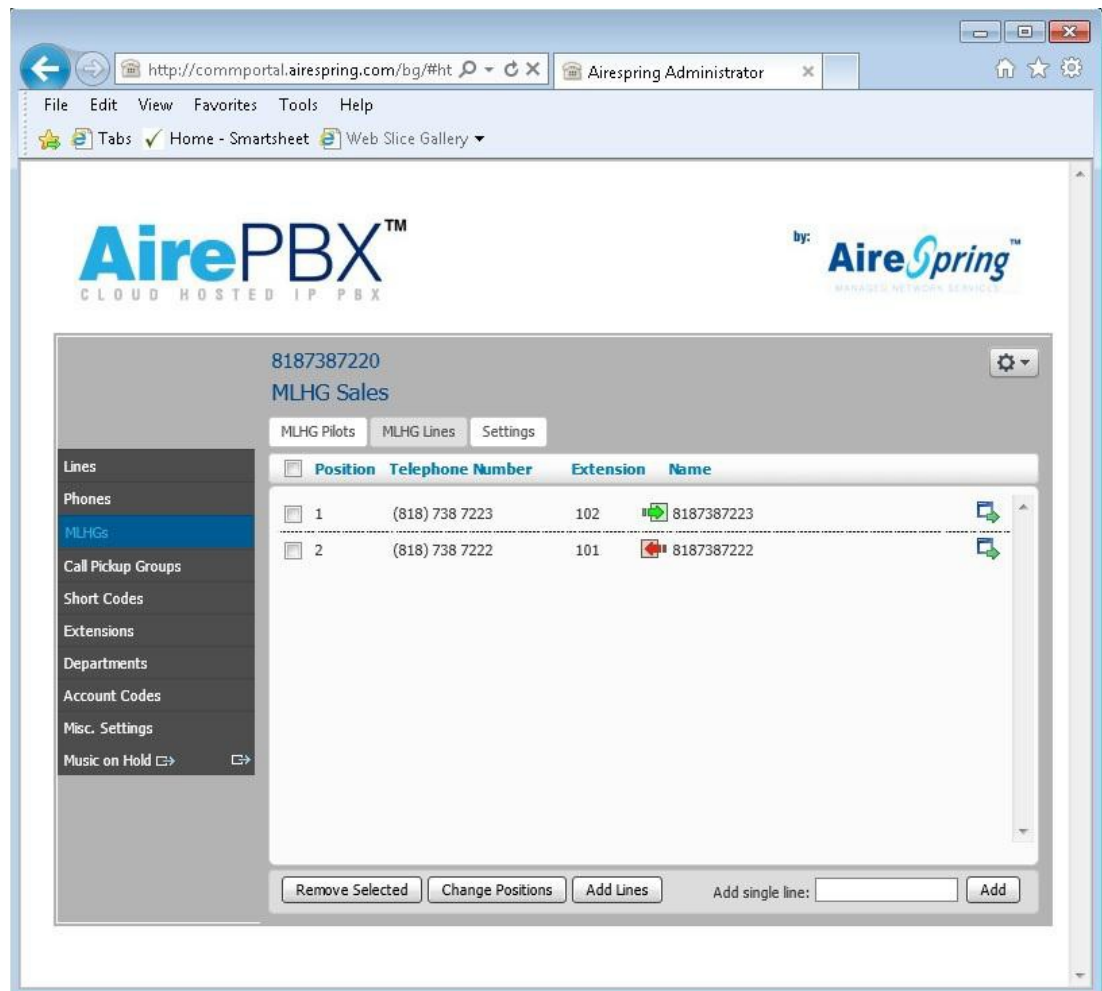 http://commportal.airespring.com/bg/#ht
Airespring Administrator
File Edit View Favorites Tools Help
Tabs Home - Smartsheet Web Slice Gallery
AirePBX™
CLOUD HOSTED IP PBX
by:
AireSpring™
MANAGED NETWORK SERVICES
8187387220
MLHG Sales
MLHG Pilots MLHG Lines Settings
Lines
Phones
MLHGs
Call Pickup Groups
Short Codes
Extensions
Departments
Account Codes
Misc. Settings
Music on Hold
Position Telephone Number Extension Name
1 (818) 738 7223 102 8187387223
2 (818) 738 7222 101 8187387222
Remove Selected Change Positions Add Lines Add single line: Add